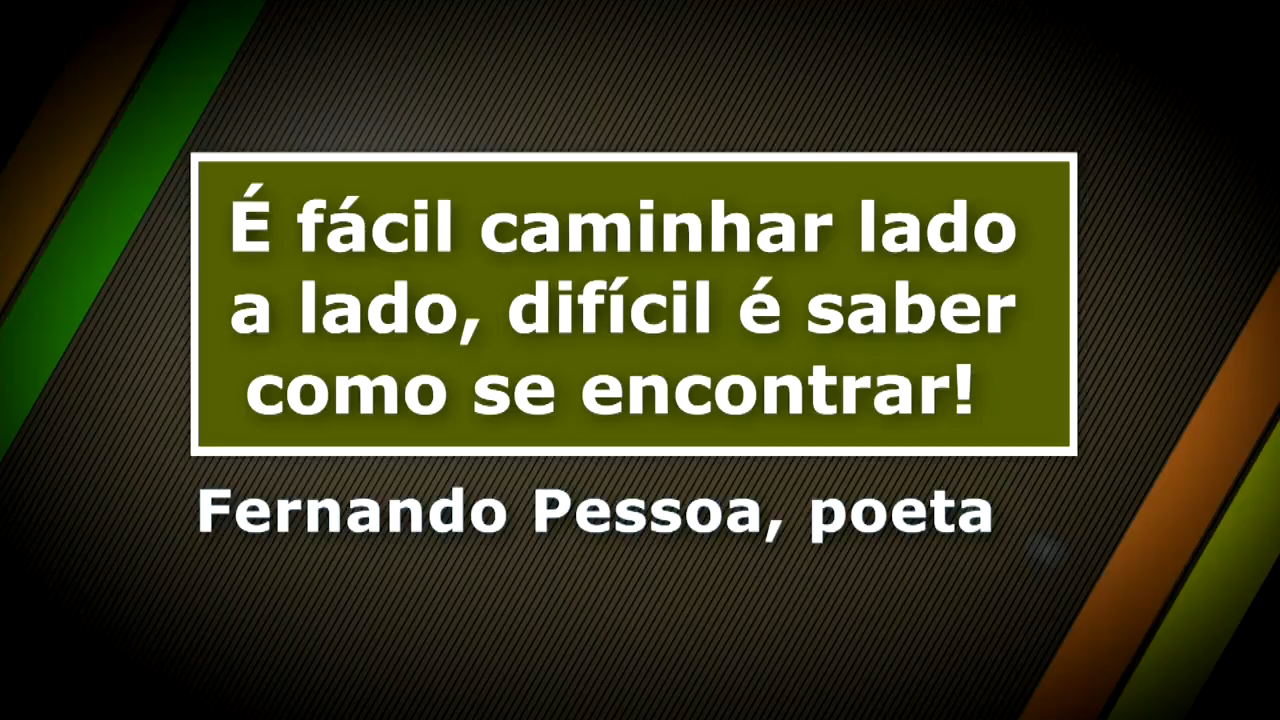 É fácil caminhar lado
a lado, difícil é saber
como se encontrar!
Fernando Pessoa, poeta